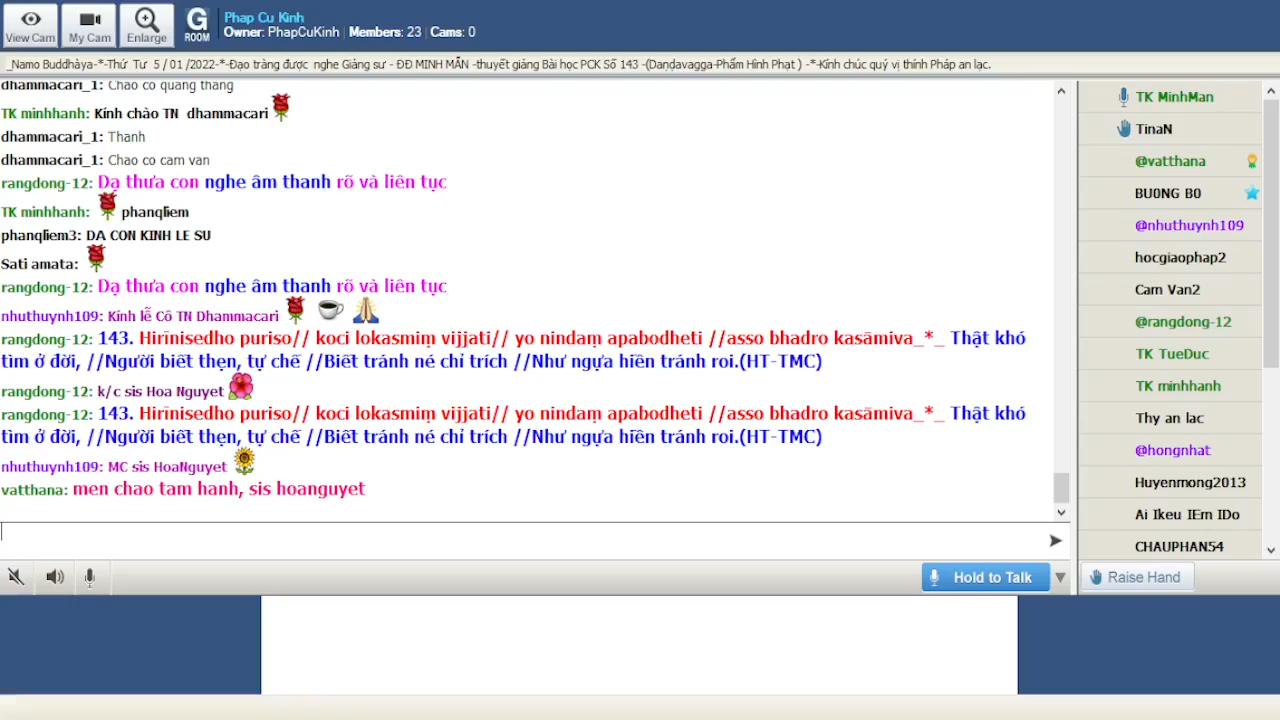 View Cam
My Cam
Enlarge
G
ROOM
Phap Cu Kinh
Owner: PhapCuKinh | Members: 23 | Cams: 0
_Namo Buddhàya-*-Thứ Tư 5 / 01 /2022-*-Đạo tràng được nghe Giảng sư - ĐĐ MINH MẪN -thuyết giảng Bài học PCK Số 143 -(Daṇḍavagga-Phẩm Hình Phạt ) -*-Kính chúc quý vị thính Pháp an lạc.
dhammacari_1: Chao co quang thang
TK minhhanh: Kính chào TN dhammacari
dhammacari_1: Thanh
dhammacari_1: Chao co cam van
rangdong-12: Dạ thưa con nghe âm thanh rõ và liên tục
TK minhhanh: phanqliem
phanqliem3: DA CON KINH LE SU
Sati amata:
rangdong-12: Dạ thưa con nghe âm thanh rõ và liên tục
nhuthuynh109: Kính lễ Cô TN Dhammacari
rangdong-12: 143. Hirīnisedho puriso// koci lokasmiṃ vijjati// yo nindaṃ apabodheti //asso bhadro kasāmiva_*_ Thật khó
tìm ở đời, //Người biết thẹn, tự chế //Biết tránh né chỉ trích //Như ngựa hiền tránh roi.(HT-TMC)
rangdong-12: k/c sis Hoa Nguyet
rangdong-12: 143. Hirīnisedho puriso// koci lokasmiṃ vijjati// yo nindaṃ apabodheti //asso bhadro kasāmiva_*_ Thật khó
tìm ở đời, //Người biết thẹn, tự chế //Biết tránh né chỉ trích //Như ngựa hiền tránh roi.(HT-TMC)
nhuthuynh109: MC sis HoaNguyet
vatthana: men chao tam hanh, sis hoanguyet
Hold to Talk
TK MinhMan
TinaN
@vatthana
BU0NG B0
@nhuthuynh109
hocgiaophap2
Cam Van2
@rangdong-12
TK TueDuc
TK minhhanh
Thy an lac
@hongnhat
Huyenmong2013
Ai Ikeu IEm IDo
CHAUPHAN54
Raise Hand